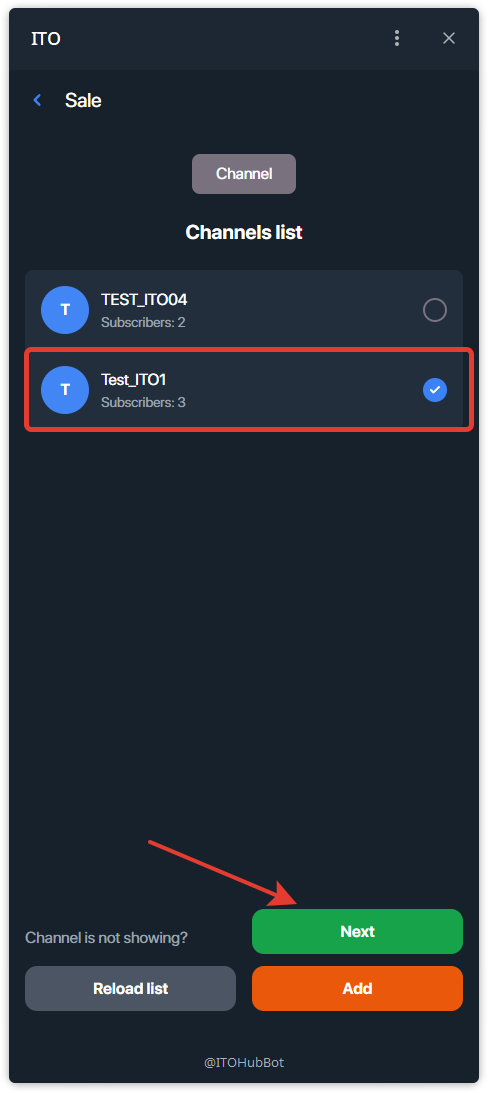 ITO
Sale
Channel
Channels list
T
TEST_ITO04
Subscribers: 2
T
Test_ITO1
Subscribers: 3
Channel is not showing?
Next
Reload list
Add
@ITOHubBot